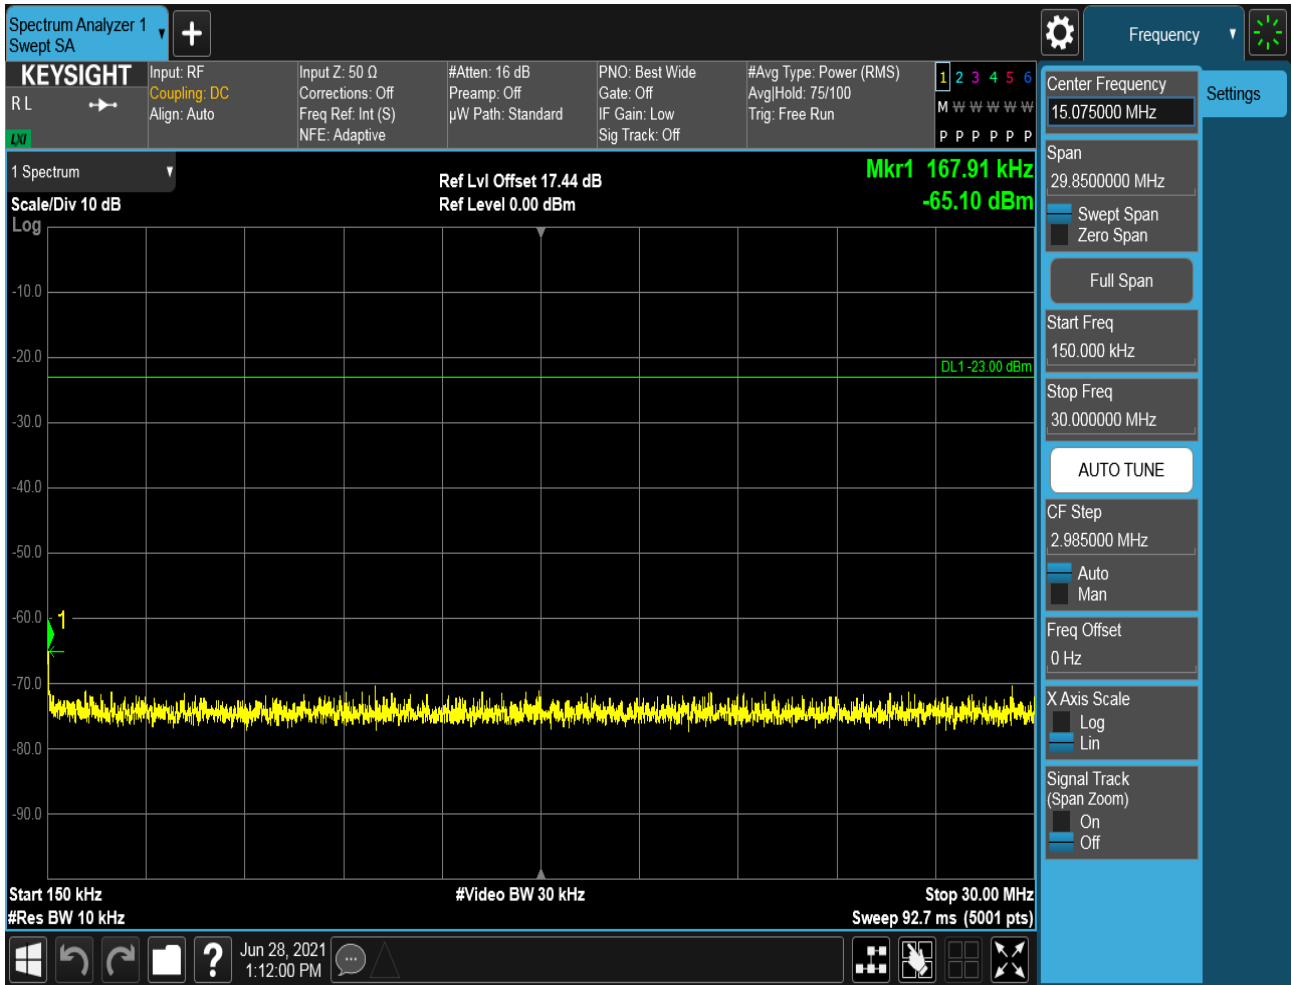 Spectrum Analyzer 1
Swept SA
Frequency
KEYSIGHT
R L
LXI
Input: RF
Coupling: DC
Align: Auto
Input Z: 50 Ω
Corrections: Off
Freq Ref: Int (S)
NFE: Adaptive
#Atten: 16 dB
Preamp: Off
µW Path: Standard
PNO: Best Wide
Gate: Off
IF Gain: Low
Sig Track: Off
#Avg Type: Power (RMS)
Avg|Hold: 75/100
Trig: Free Run
1 2 3 4 5 6
M W W W W W
P P P P P P
1 Spectrum
Scale/Div 10 dB
Log
Ref Lvl Offset 17.44 dB
Ref Level 0.00 dBm
Mkr1 167.91 kHz
-65.10 dBm
-10.0
-20.0
DL1 -23.00 dBm
-30.0
-40.0
-50.0
-60.0
1
-70.0
-80.0
-90.0
Start 150 kHz
#Res BW 10 kHz
#Video BW 30 kHz
Stop 30.00 MHz
Sweep 92.7 ms (5001 pts)
Center Frequency
15.075000 MHz
Settings
Span
29.8500000 MHz
Swept Span
Zero Span
Full Span
Start Freq
150.000 kHz
Stop Freq
30.000000 MHz
AUTO TUNE
CF Step
2.985000 MHz
Auto
Man
Freq Offset
0 Hz
X Axis Scale
Log
Lin
Signal Track
(Span Zoom)
On
Off
?
Jun 28, 2021
1:12:00 PM